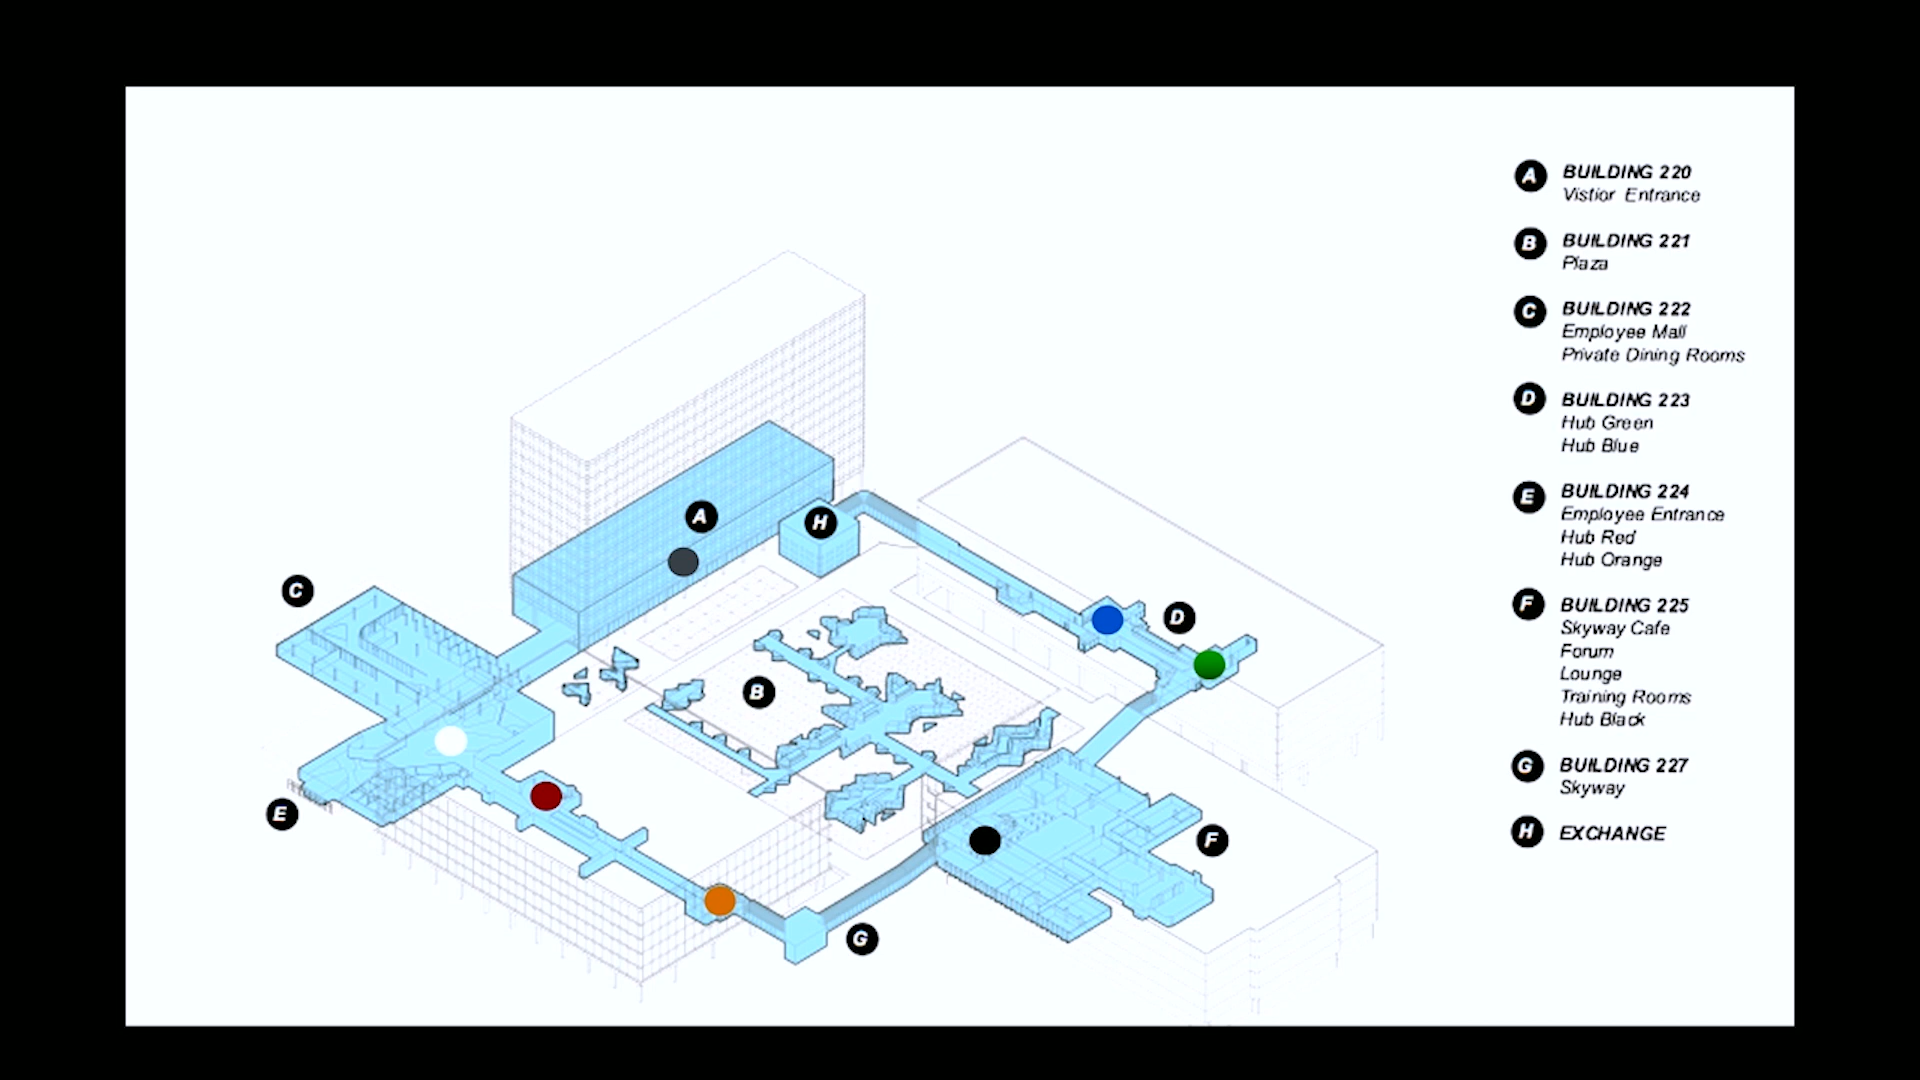 A BUILDING 220
Vistior Entrance
B BUILDING 221
Plaza
C BUILDING 222
Employee Mall
Private Dining Rooms
D BUILDING 223
Hub Green
Hub Blue
E BUILDING 224
Employee Entrance
Hub Red
Hub Orange
F BUILDING 225
Skyway Cafe
Forum
Lounge
Training Rooms
Hub Black
G BUILDING 227
Skyway
H EXCHANGE
A
H
C
D
B
E
F
G